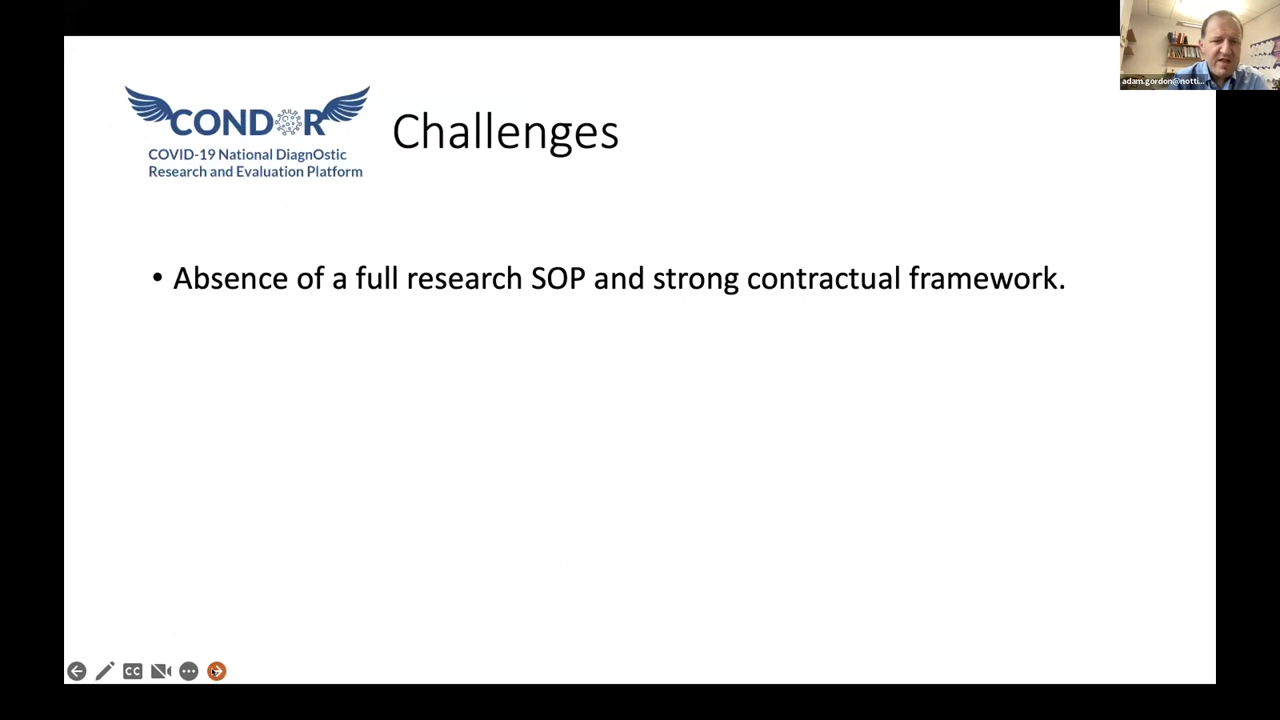 adam.gordon@notti...
CONDOR
COVID-19 National DiagnOstic
Research and Evaluation Platform
Challenges
• Absence of a full research SOP and strong contractual framework.
CC